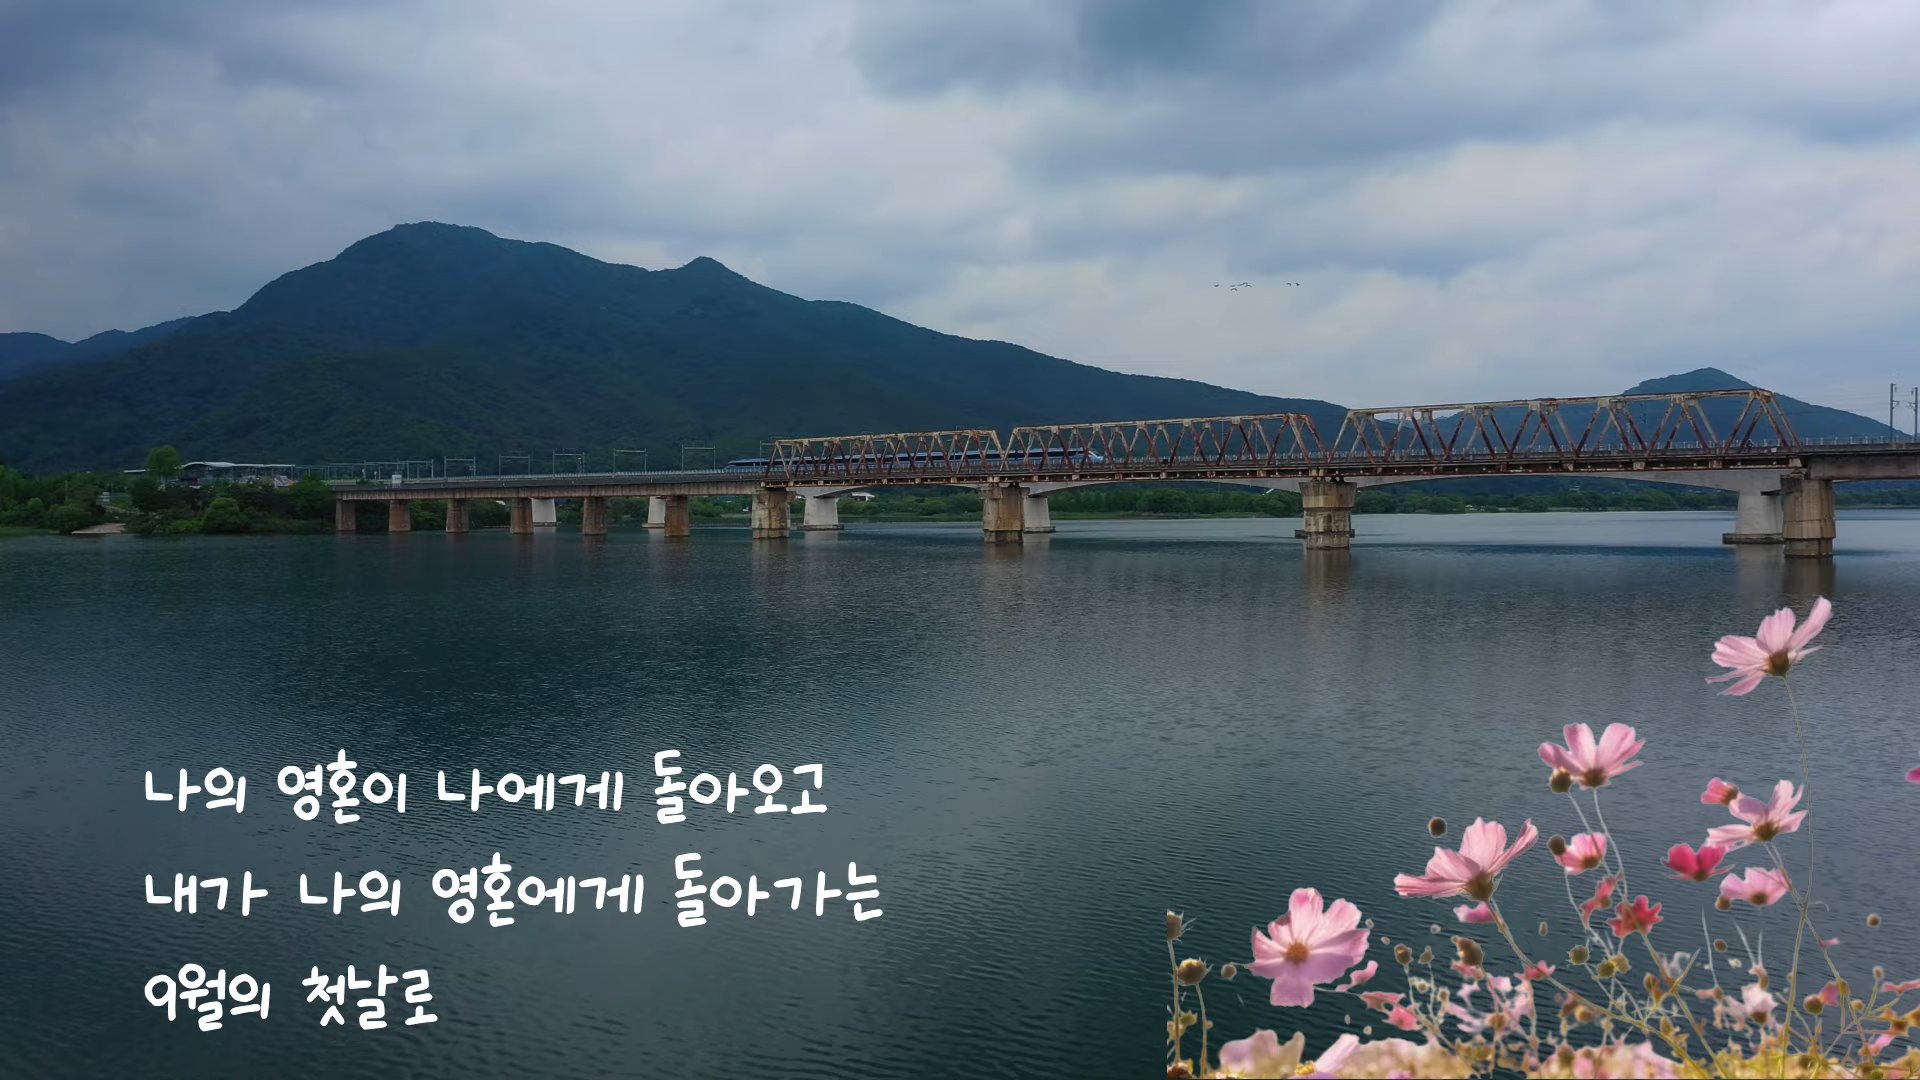 나의 영혼이 나에게 돌아오고
내가 나의 영혼에게 돌아가는
9월의 첫날로